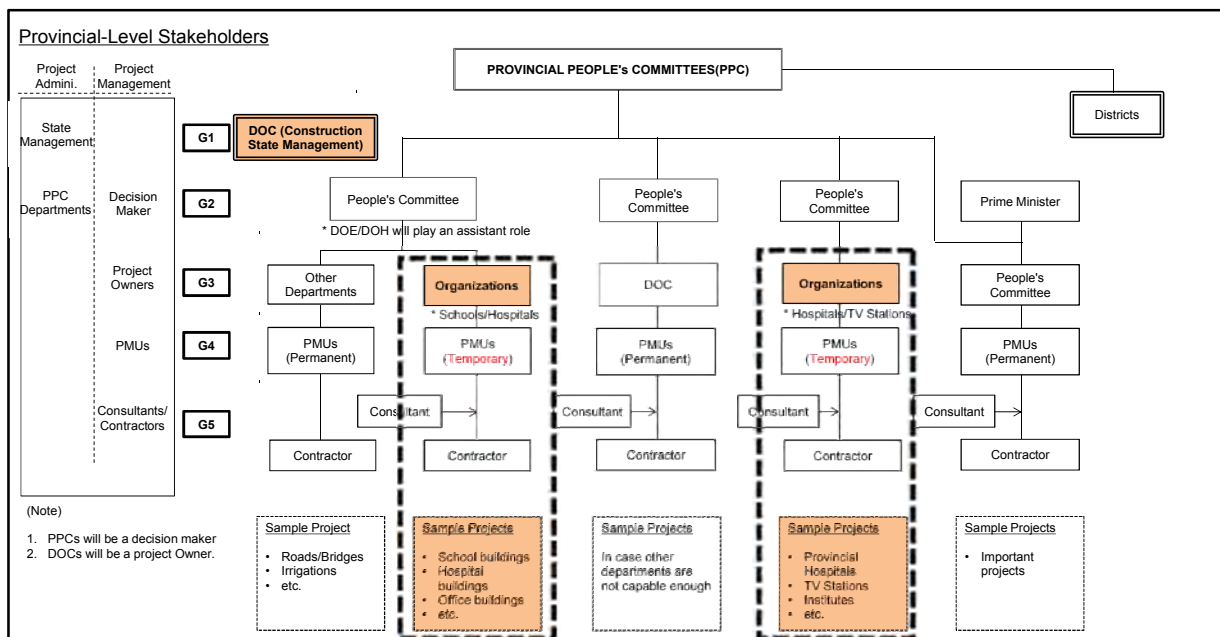 Provincial-Level Stakeholders
Project
Admini.
Project
Management
PROVINCIAL PEOPLE's COMMITTEES(PPC)
Districts
State
Management
G1
DOC (Construction
State Management)
PPC
Departments
Decision
Maker
G2
People's Committee
People's
Committee
People's
Committee
Prime Minister
* DOE/DOH will play an assistant role
Project
Owners
G3
Other
Departments
Organizations
DOC
Organizations
People's
Committee
* Schools/Hospitals
* Hospitals/TV Stations
PMUs
G4
PMUs
(Permanent)
PMUs
(Temporary)
PMUs
(Permanent)
PMUs
(Temporary)
PMUs
(Permanent)
Consultants/
Contractors
G5
Consultant
Consultant
Consultant
Consultant
Contractor
Contractor
Contractor
Contractor
Contractor
(Note)
1. PPCs will be a decision maker
2. DOCs will be a project Owner.
Sample Project
• Roads/Bridges
• Irrigations
• etc.
Sample Projects
• School buildings
• Hospital
buildings
• Office buildings
• etc.
Sample Projects
In case other
departments are
not capable enough
Sample Projects
• Provincial
Hospitals
• TV Stations
• Institutes
• etc.
Sample Projects
• Important
projects